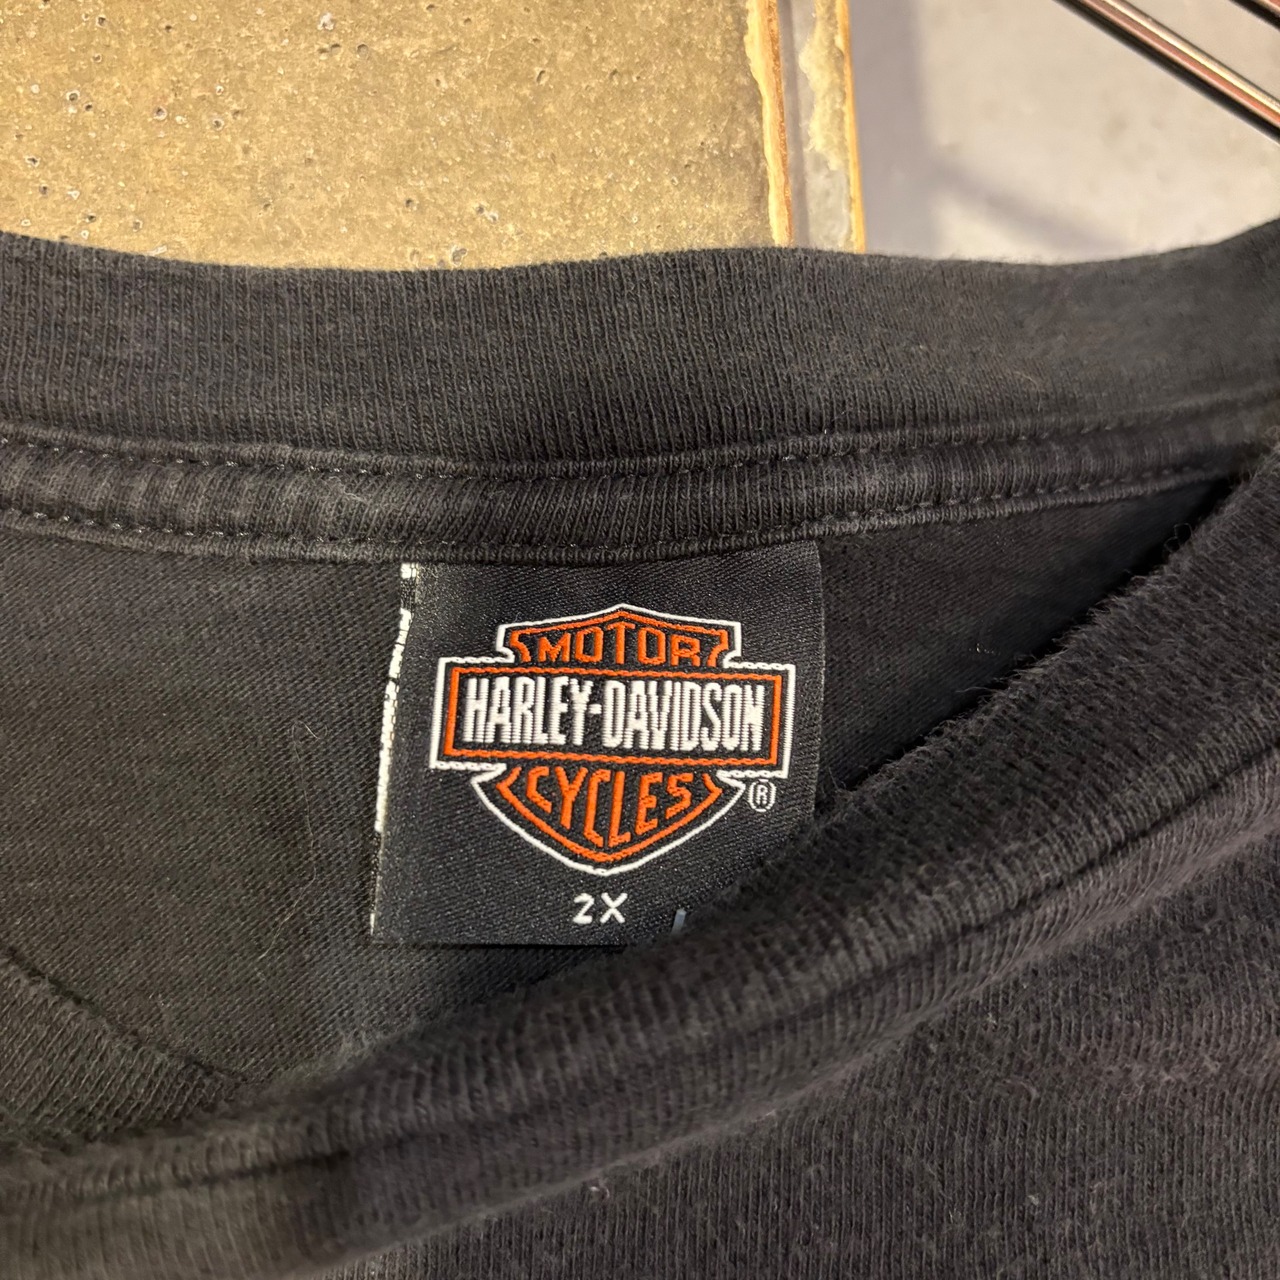 MOTOR
HARLEY-DAVIDSON
CYCLES
®
2X